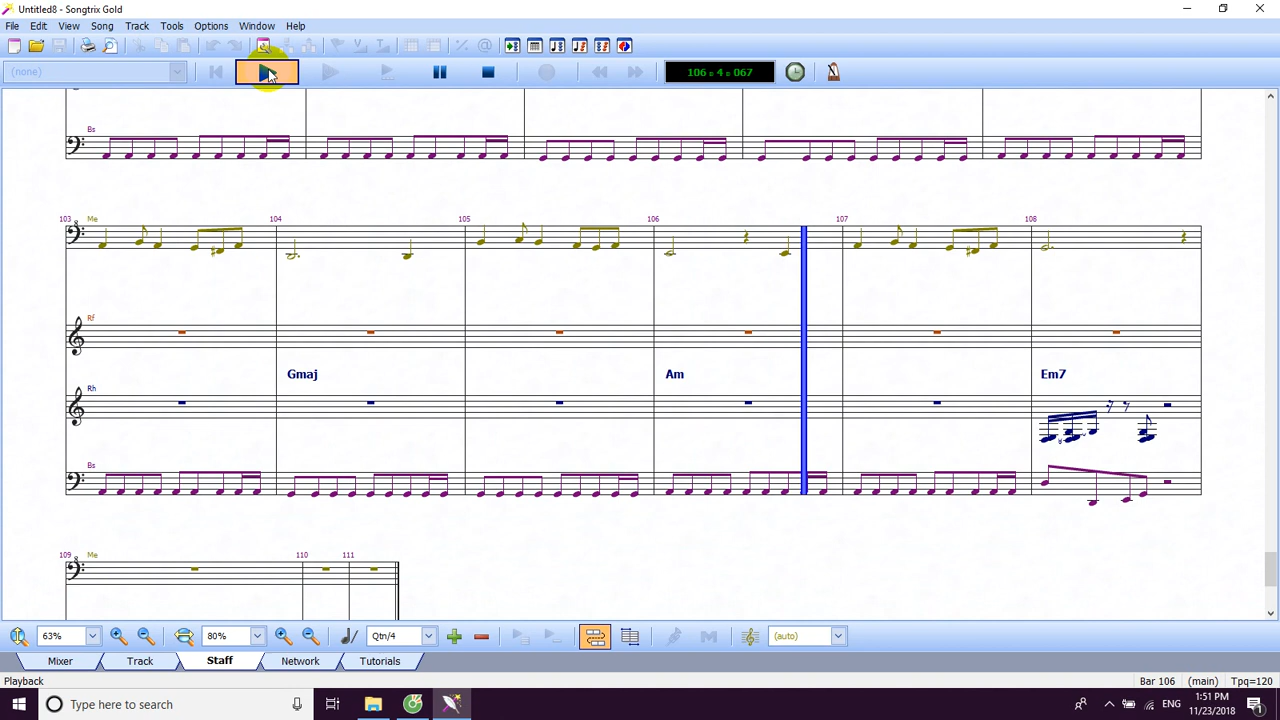 Untitled8 - Songtrix Gold
File Edit View Song Track Tools Options Window Help
(none) 106 : 4 : 067
Bs
103 Me 104 105 106 107 108
Rf
Gmaj Am Em7
Rh
Bs
109 Me 110 111
63% 80% Qtn/4 (auto)
Mixer Track Staff Network Tutorials
Playback Bar 106 (main) Tpq=120
Type here to search ENG 1:51 PM
11/23/2018 1